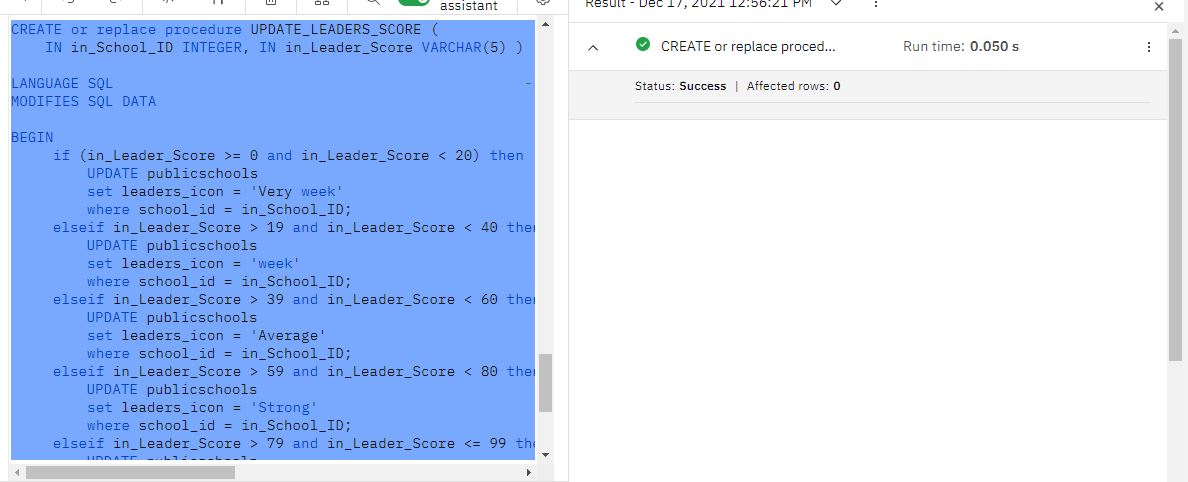 assistant
CREATE or replace procedure UPDATE_LEADERS_SCORE (
IN in_School_ID INTEGER, IN in_Leader_Score VARCHAR(5) )
LANGUAGE SQL -
MODIFIES SQL DATA
BEGIN
if (in_Leader_Score >= 0 and in_Leader_Score < 20) then
UPDATE publicschools
set leaders_icon = 'Very week'
where school_id = in_School_ID;
elseif in_Leader_Score > 19 and in_Leader_Score < 40 then
UPDATE publicschools
set leaders_icon = 'week'
where school_id = in_School_ID;
elseif in_Leader_Score > 39 and in_Leader_Score < 60 then
UPDATE publicschools
set leaders_icon = 'Average'
where school_id = in_School_ID;
elseif in_Leader_Score > 59 and in_Leader_Score < 80 then
UPDATE publicschools
set leaders_icon = 'Strong'
where school_id = in_School_ID;
elseif in_Leader_Score > 79 and in_Leader_Score <= 99 the
UPDATE publicschools
Result - Dec 17, 2021 12:56:21 PM
CREATE or replace proced... Run time: 0.050 s
Status: Success | Affected rows: 0